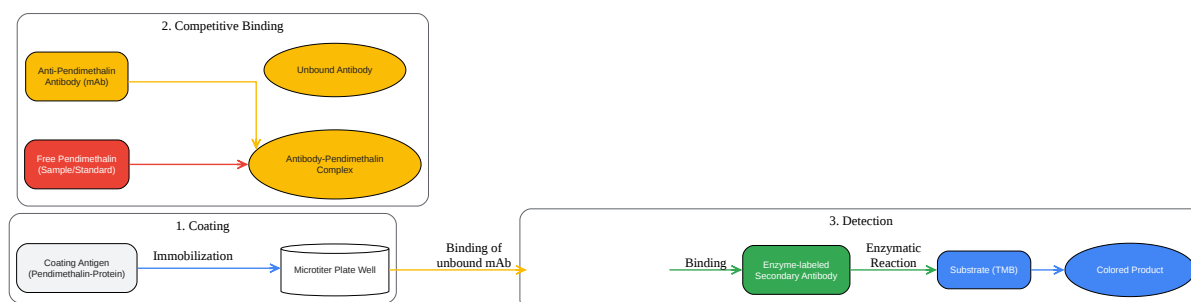 2. Competitive Binding
Anti-Pendimethalin
Antibody (mAb)
Unbound Antibody
Free Pendimethalin
(Sample/Standard)
Antibody-Pendimethalin
Complex
1. Coating
Coating Antigen
(Pendimethalin-Protein)
Immobilization
Microtiter Plate Well
Binding of
unbound mAb
3. Detection
Binding
Enzyme-labeled
Secondary Antibody
Enzymatic
Reaction
Substrate (TMB)
Colored Product